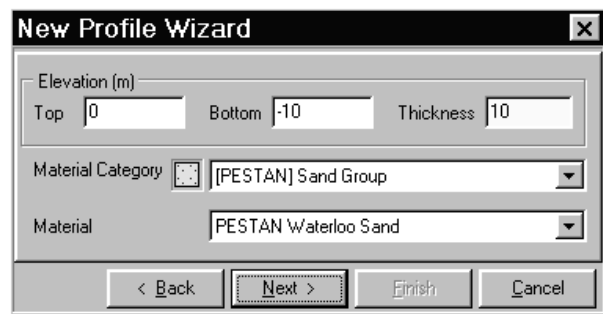 New Profile Wizard
Elevation (m)
Top 0 Bottom -10 Thickness 10
Material Category [PESTAN] Sand Group
Material PESTAN Waterloo Sand
< Back Next > Finish Cancel